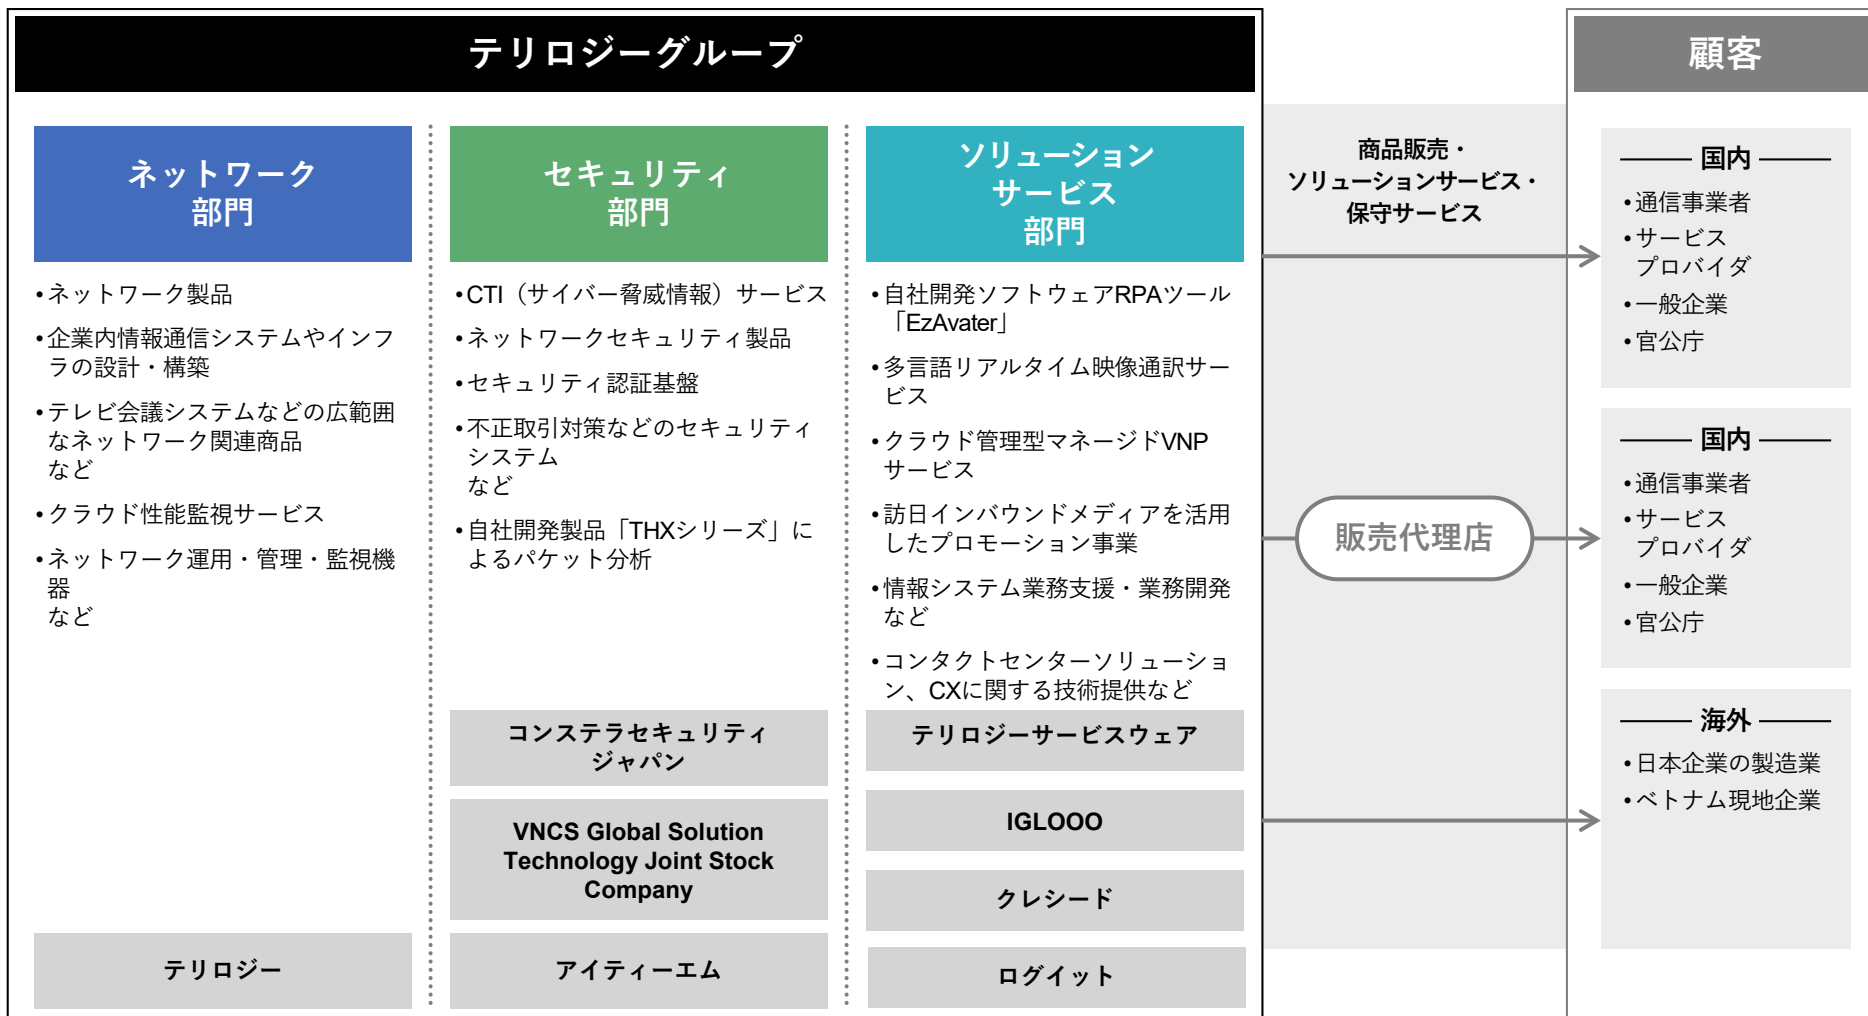 テリロジーグループ
ネットワーク
部門
•ネットワーク製品
•企業内情報通信システムやインフ
ラの設計・構築
•テレビ会議システムなどの広範囲
なネットワーク関連商品
など
•クラウド性能監視サービス
•ネットワーク運用・管理・監視機
器
など
テリロジー
セキュリティ
部門
•CTI（サイバー脅威情報）サービス
•ネットワークセキュリティ製品
•セキュリティ認証基盤
•不正取引対策などのセキュリティ
システム
など
•自社開発製品「THXシリーズ」に
よるパケット分析
コンステラセキュリティ
ジャパン
VNCS Global Solution
Technology Joint Stock
Company
アイティーエム
ソリューション
サービス
部門
•自社開発ソフトウェアRPAツール
「EzAvater」
•多言語リアルタイム映像通訳サー
ビス
•クラウド管理型マネージドVNP
サービス
•訪日インバウンドメディアを活用
したプロモーション事業
•情報システム業務支援・業務開発
など
•コンタクトセンターソリューショ
ン、CXに関する技術提供など
テリロジーサービスウェア
IGLOOO
クレシード
ログイット
商品販売・
ソリューションサービス・
保守サービス
販売代理店
顧客
国内
•通信事業者
•サービス
プロバイダ
•一般企業
•官公庁
国内
•通信事業者
•サービス
プロバイダ
•一般企業
•官公庁
海外
•日本企業の製造業
•ベトナム現地企業